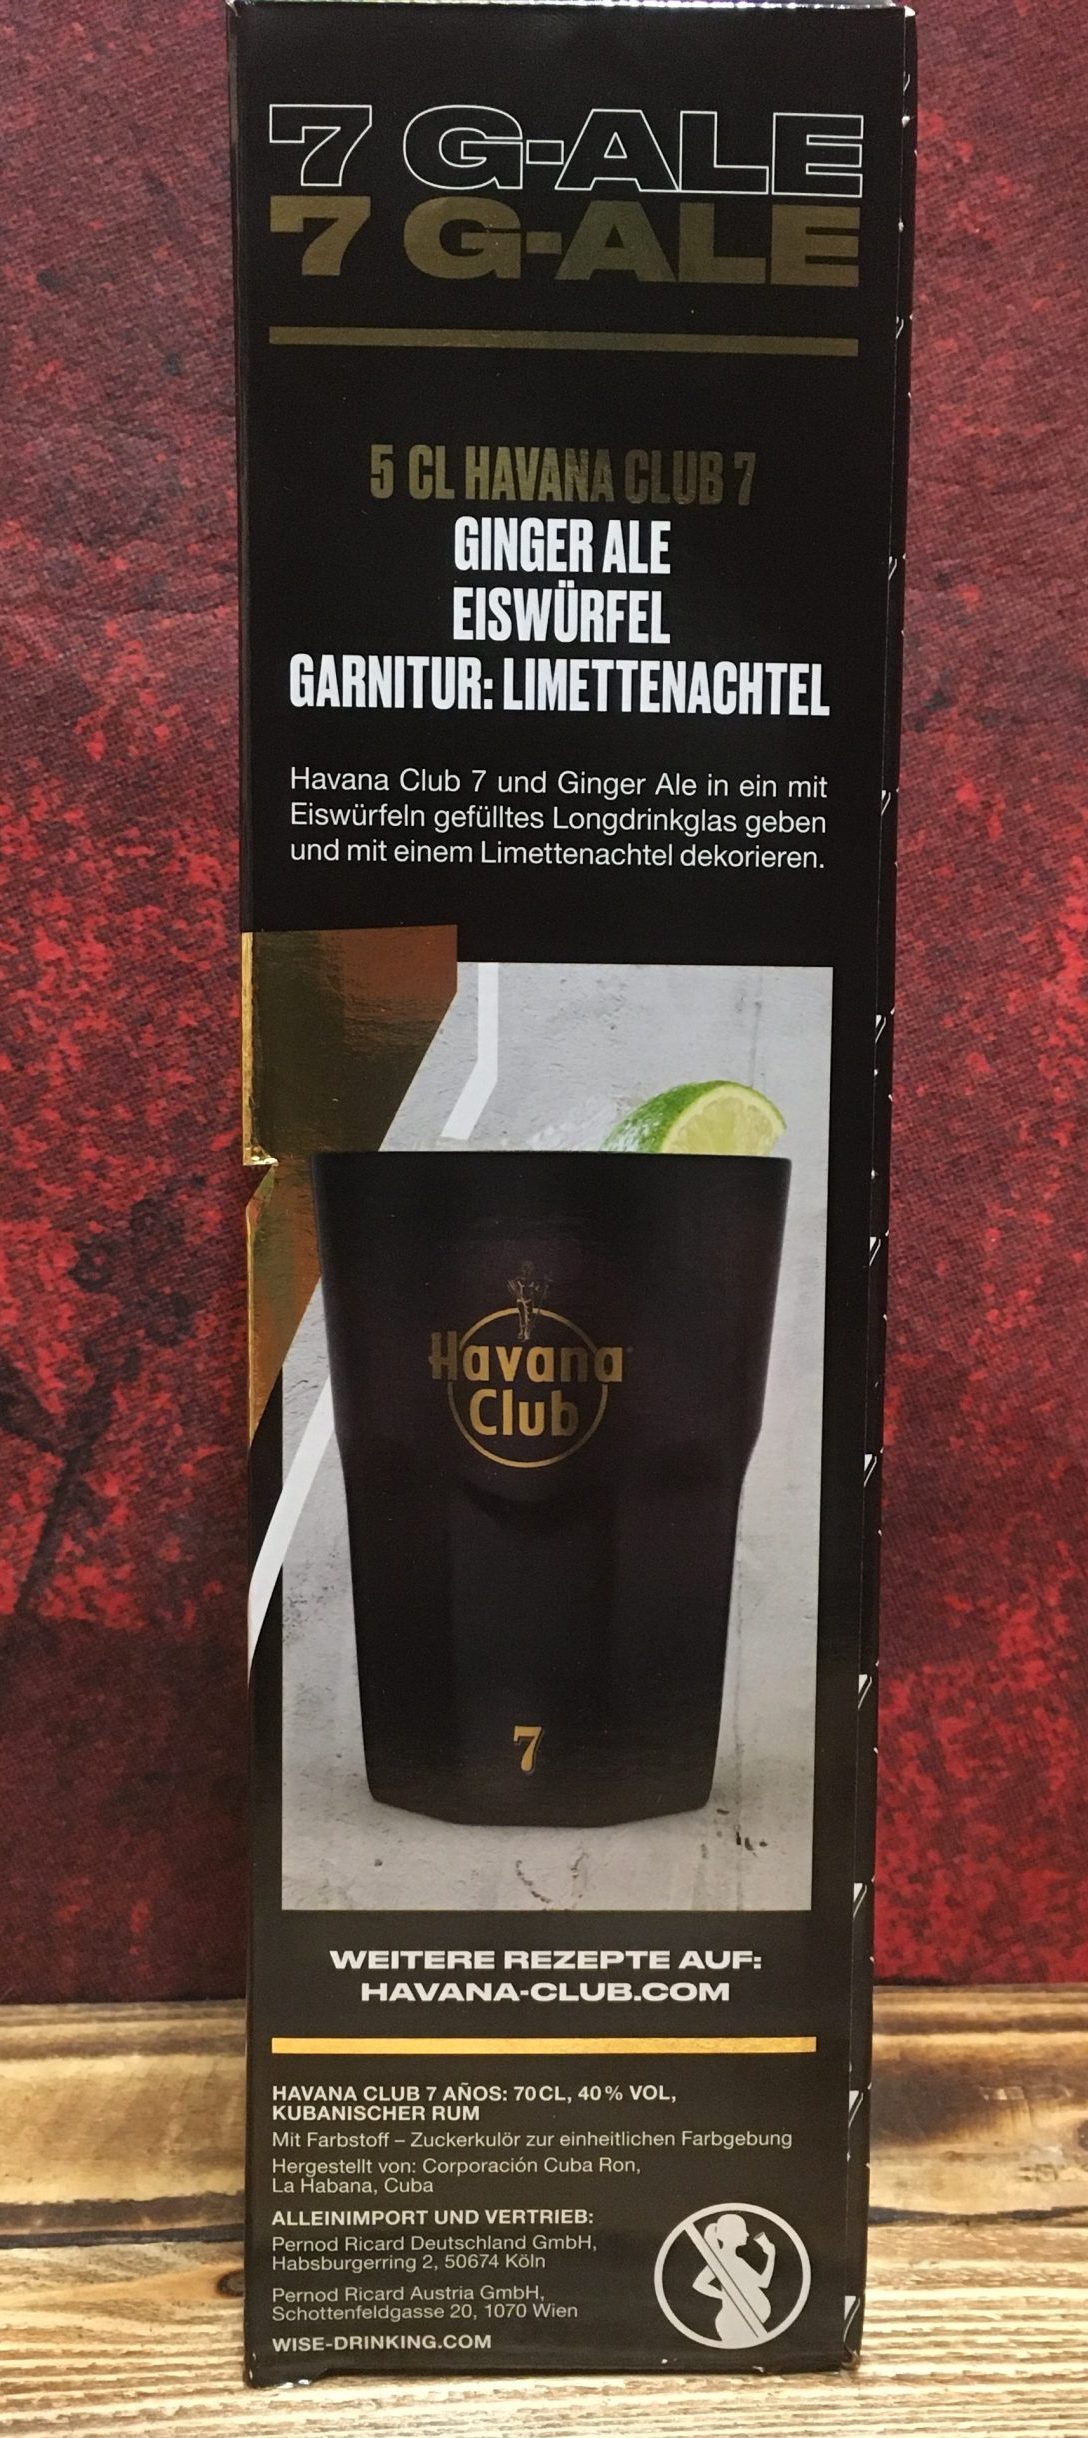 7 G-ALE
7 G-ALE
5 CL HAVANA CLUB 7
GINGER ALE
EISWÜRFEL
GARNITUR: LIMETTENACHTEL
Havana Club 7 und Ginger Ale in ein mit
Eiswürfeln gefülltes Longdrinkglas geben
und mit einem Limettenachtel dekorieren.
Havana
Club
7
WEITERE REZEPTE AUF:
HAVANA-CLUB.COM
HAVANA CLUB 7 AÑOS: 70CL, 40% VOL,
KUBANISCHER RUM
Mit Farbstoff – Zuckerkulör zur einheitlichen Farbgebung
Hergestellt von: Corporación Cuba Ron,
La Habana, Cuba
ALLEINIMPORT UND VERTRIEB:
Pernod Ricard Deutschland GmbH,
Habsburgerring 2, 50674 Köln
Pernod Ricard Austria GmbH,
Schottenfeldgasse 20, 1070 Wien
WISE-DRINKING.COM